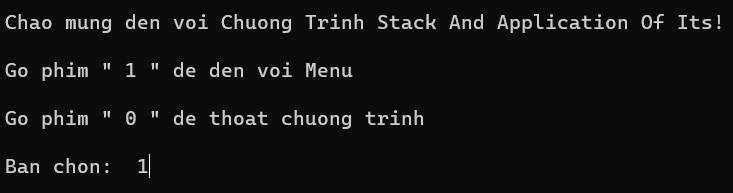 Chao mung den voi Chuong Trinh Stack And Application Of Its!
Go phim " 1 " de den voi Menu
Go phim " 0 " de thoat chuong trinh
Ban chon:  1